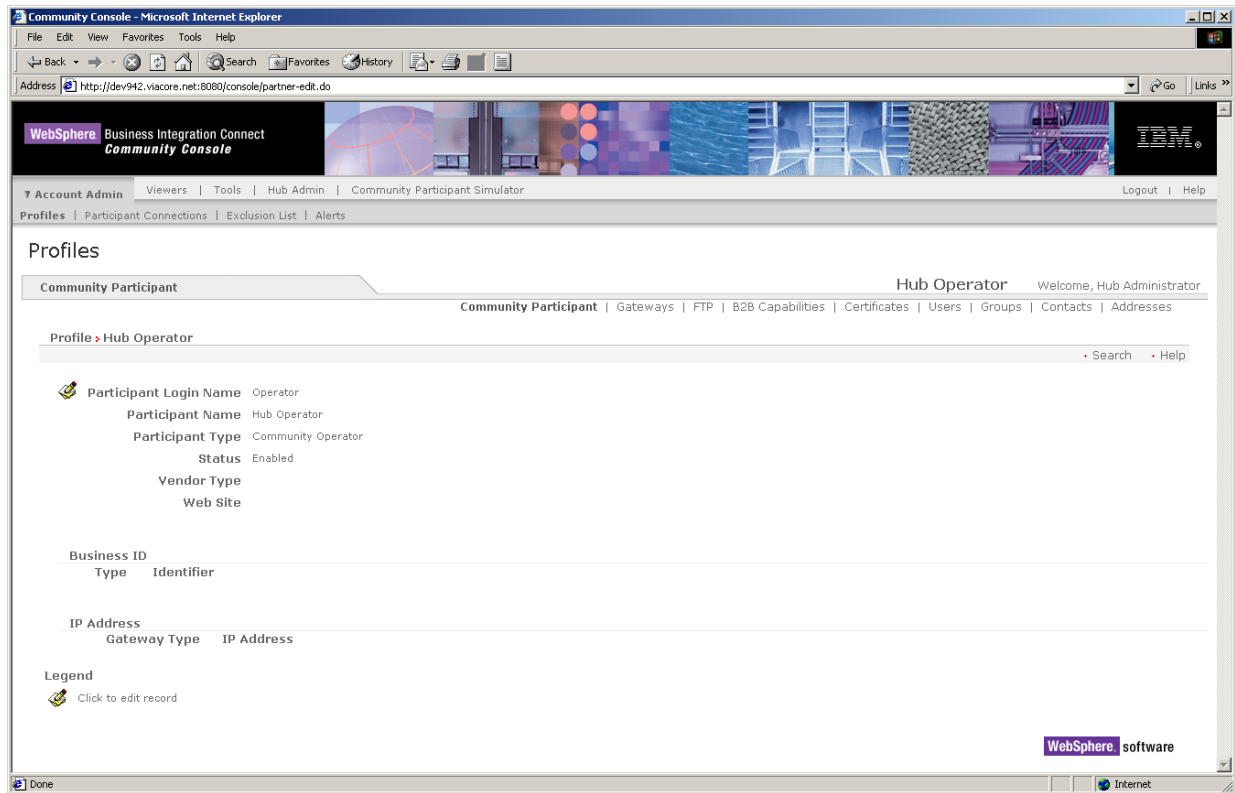 Community Console - Microsoft Internet Explorer
File Edit View Favorites Tools Help
Back Search Favorites History
Address http://dev942.viacore.net:8080/console/partner-edit.do Go Links »
WebSphere. Business Integration Connect
Community Console
IBM.
Account Admin Viewers | Tools | Hub Admin | Community Participant Simulator Logout | Help
Profiles | Participant Connections | Exclusion List | Alerts
Profiles
Community Participant Hub Operator Welcome, Hub Administrator
Community Participant | Gateways | FTP | B2B Capabilities | Certificates | Users | Groups | Contacts | Addresses
Profile > Hub Operator
• Search • Help
Participant Login Name Operator
Participant Name Hub Operator
Participant Type Community Operator
Status Enabled
Vendor Type
Web Site
Business ID
Type Identifier
IP Address
Gateway Type IP Address
Legend
Click to edit record
WebSphere. software
Done Internet